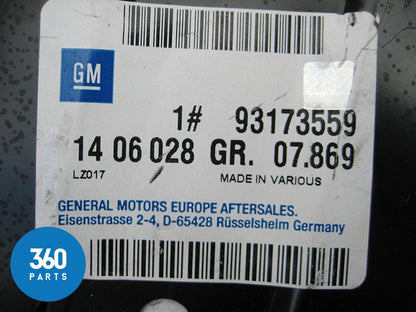 GM
1# 93173559
14 06 028 GR. 07.869
LZ017 MADE IN VARIOUS
GENERAL MOTORS EUROPE AFTERSALES.
Eisenstrasse 2-4, D-65428 Rüsselsheim Germany
360
PARTS